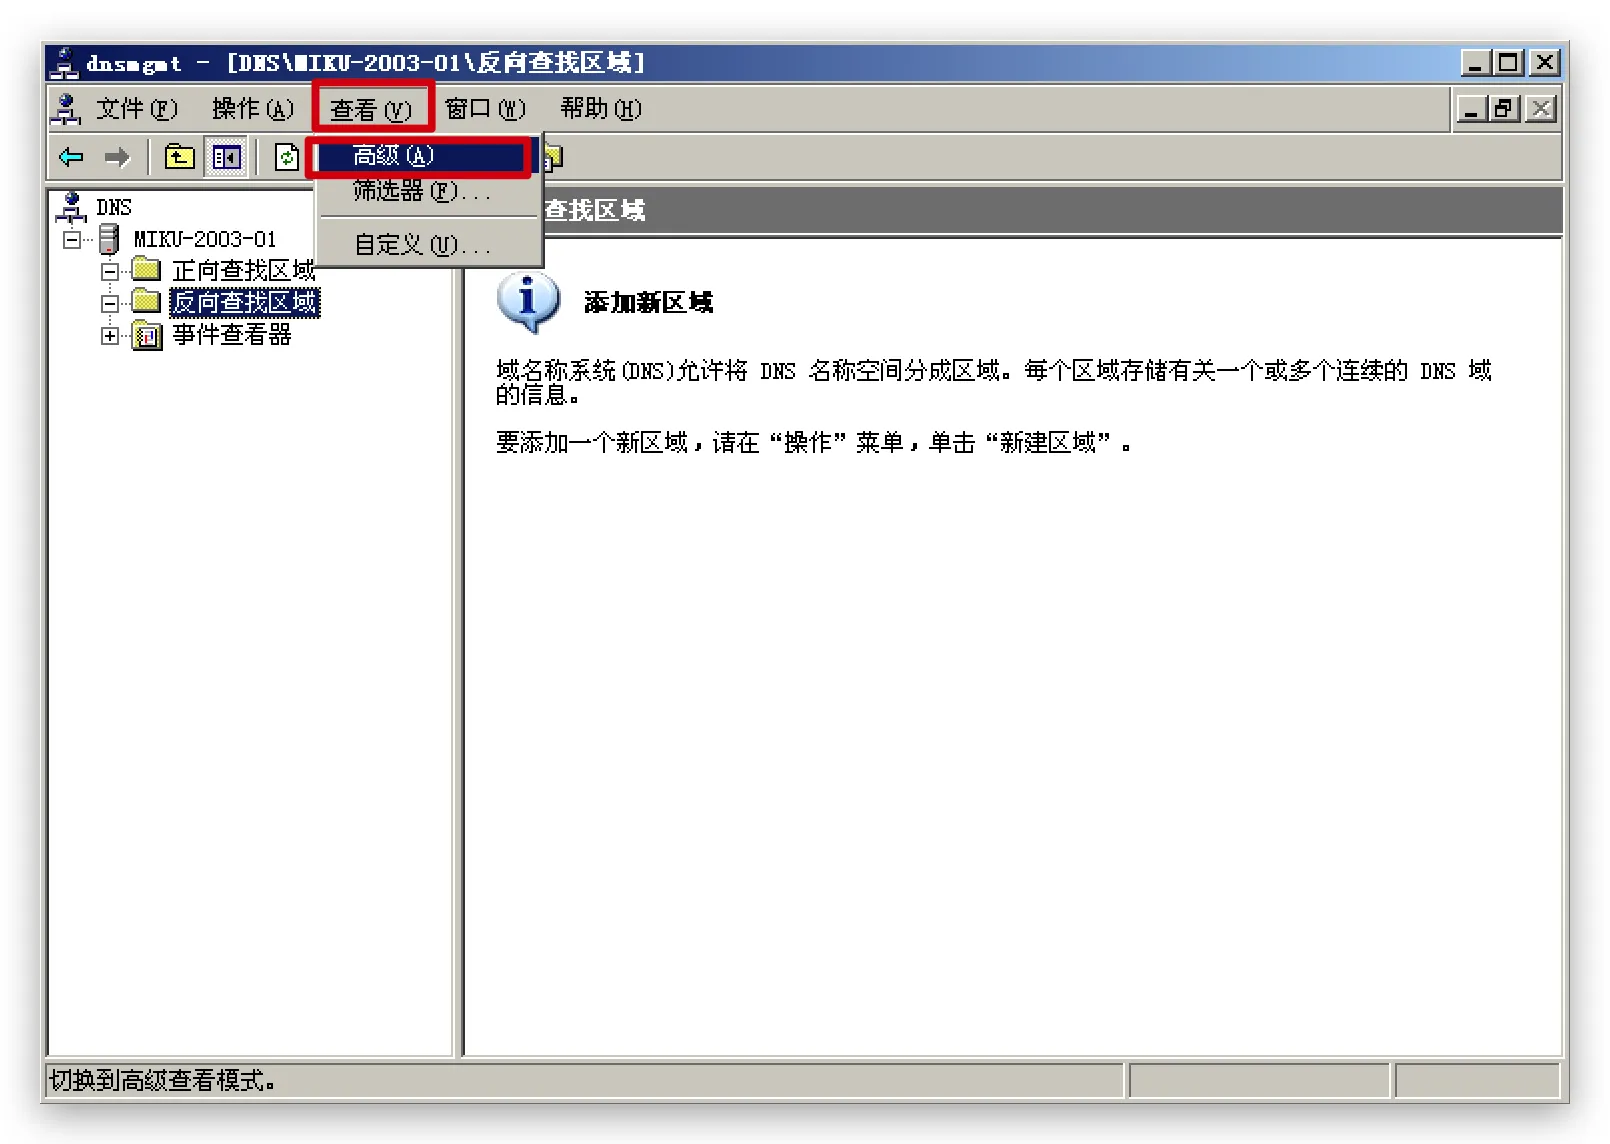 dnsmgmt - [DNS\MIKU-2003-01\反向查找区域]
文件(F) 操作(A) 查看(V) 窗口(W) 帮助(H)
高级(A)
筛选器(F)...
自定义(U)...
DNS
MIKU-2003-01
正向查找区域
反向查找区域
事件查看器
查找区域
添加新区域
域名称系统(DNS)允许将 DNS 名称空间分成区域。每个区域存储有关一个或多个连续的 DNS 域
的信息。
要添加一个新区域，请在“操作”菜单，单击“新建区域”。
切换到高级查看模式。